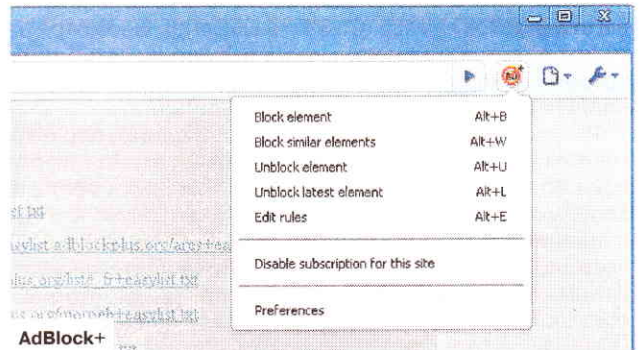 Block element Alt+B
Block similar elements Alt+W
Unblock element Alt+U
Unblock latest element Alt+L
Edit rules Alt+E
Disable subscription for this site
Preferences
AdBlock+